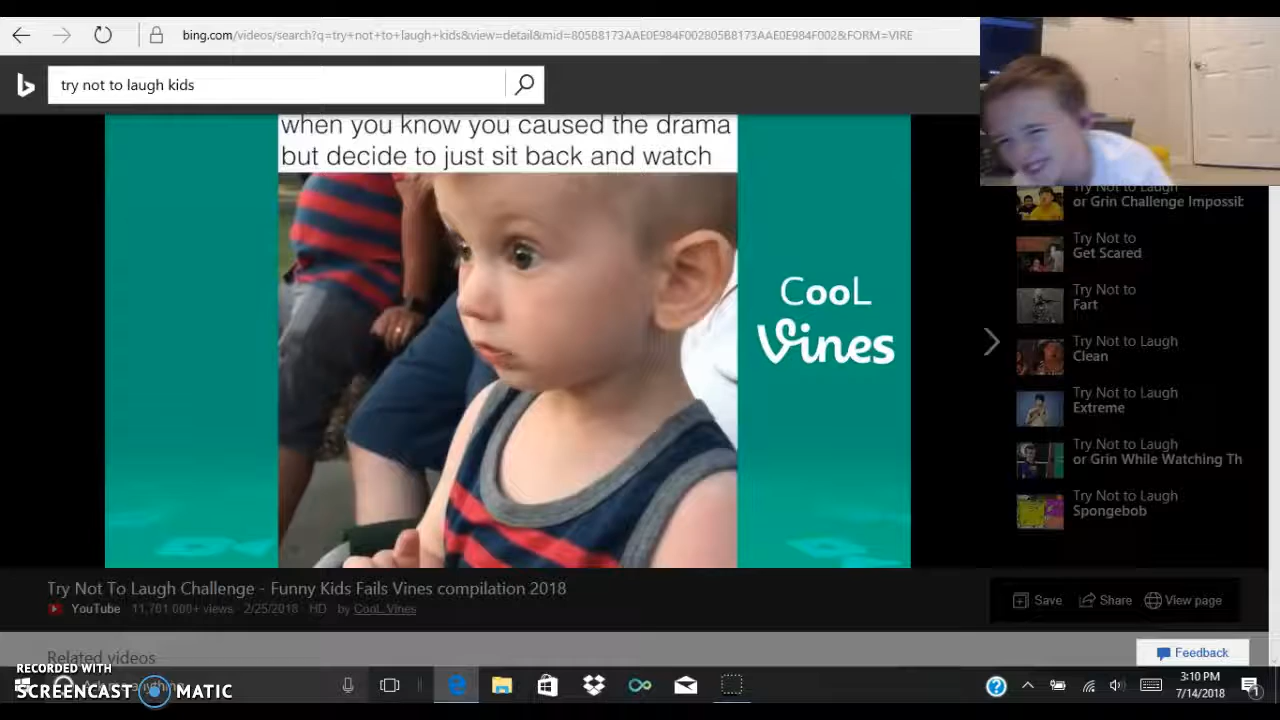 bing.com/videos/search?q=try+not+to+laugh+kids&view=detail&mid=805B8173AAE0E984F002805B8173AAE0E984F002&FORM=VIRE
try not to laugh kids
when you know you caused the drama
but decide to just sit back and watch
CooL
Vines
Try Not to Laugh
or Grin Challenge Impossib
Try Not to
Get Scared
Try Not to
Fart
Try Not to Laugh
Clean
Try Not to Laugh
Extreme
Try Not to Laugh
or Grin While Watching Th
Try Not to Laugh
Spongebob
Try Not To Laugh Challenge - Funny Kids Fails Vines compilation 2018
YouTube 11,701,000+ views 2/25/2018 HD by CooL Vines
Save Share View page
Related videos
Feedback
RECORDED WITH
SCREENCAST MATIC
3:10 PM
7/14/2018